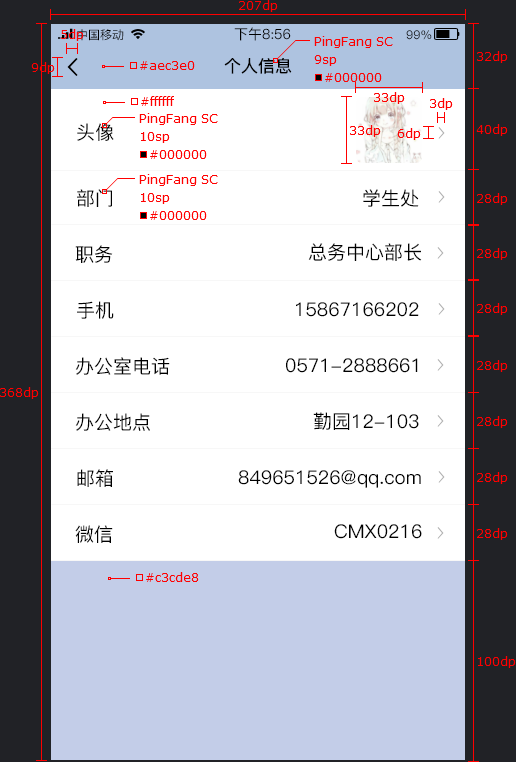 207dp
5dp
中国移动
下午8:56
99%
PingFang SC
9sp
#000000
32dp
9dp
#aec3e0
个人信息
#ffffff
33dp
3dp
PingFang SC
10sp
#000000
头像
33dp
6dp
40dp
PingFang SC
10sp
#000000
部门
学生处
28dp
职务
总务中心部长
28dp
手机
15867166202
28dp
办公室电话
0571-2888661
28dp
368dp
办公地点
勤园12-103
28dp
邮箱
849651526@qq.com
28dp
微信
CMX0216
28dp
#c3cde8
100dp